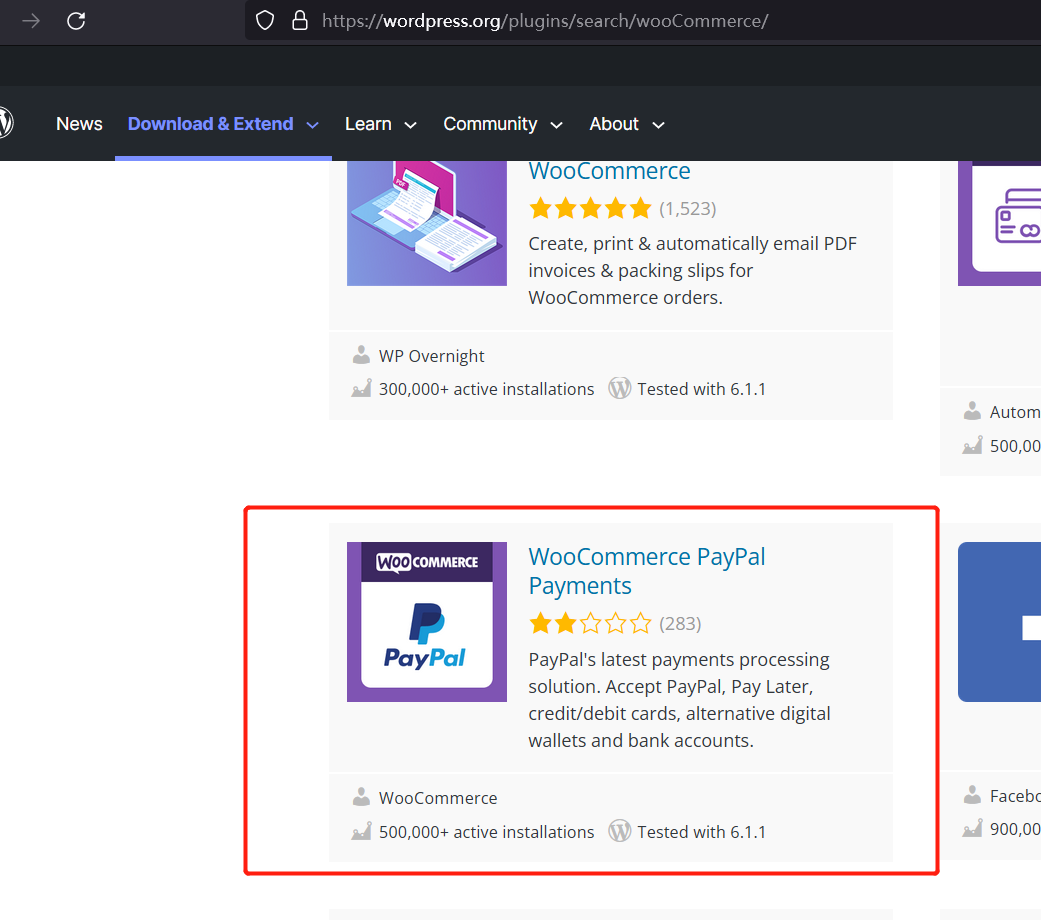 https://wordpress.org/plugins/search/wooCommerce/
News Download & Extend Learn Community About
WooCommerce
(1,523)
Create, print & automatically email PDF
invoices & packing slips for
WooCommerce orders.
WP Overnight
300,000+ active installations Tested with 6.1.1
PDF
Autom
500,00
WOO COMMERCE
PayPal
WooCommerce PayPal
Payments
(283)
PayPal's latest payments processing
solution. Accept PayPal, Pay Later,
credit/debit cards, alternative digital
wallets and bank accounts.
WooCommerce
500,000+ active installations Tested with 6.1.1
Facebo
900,00